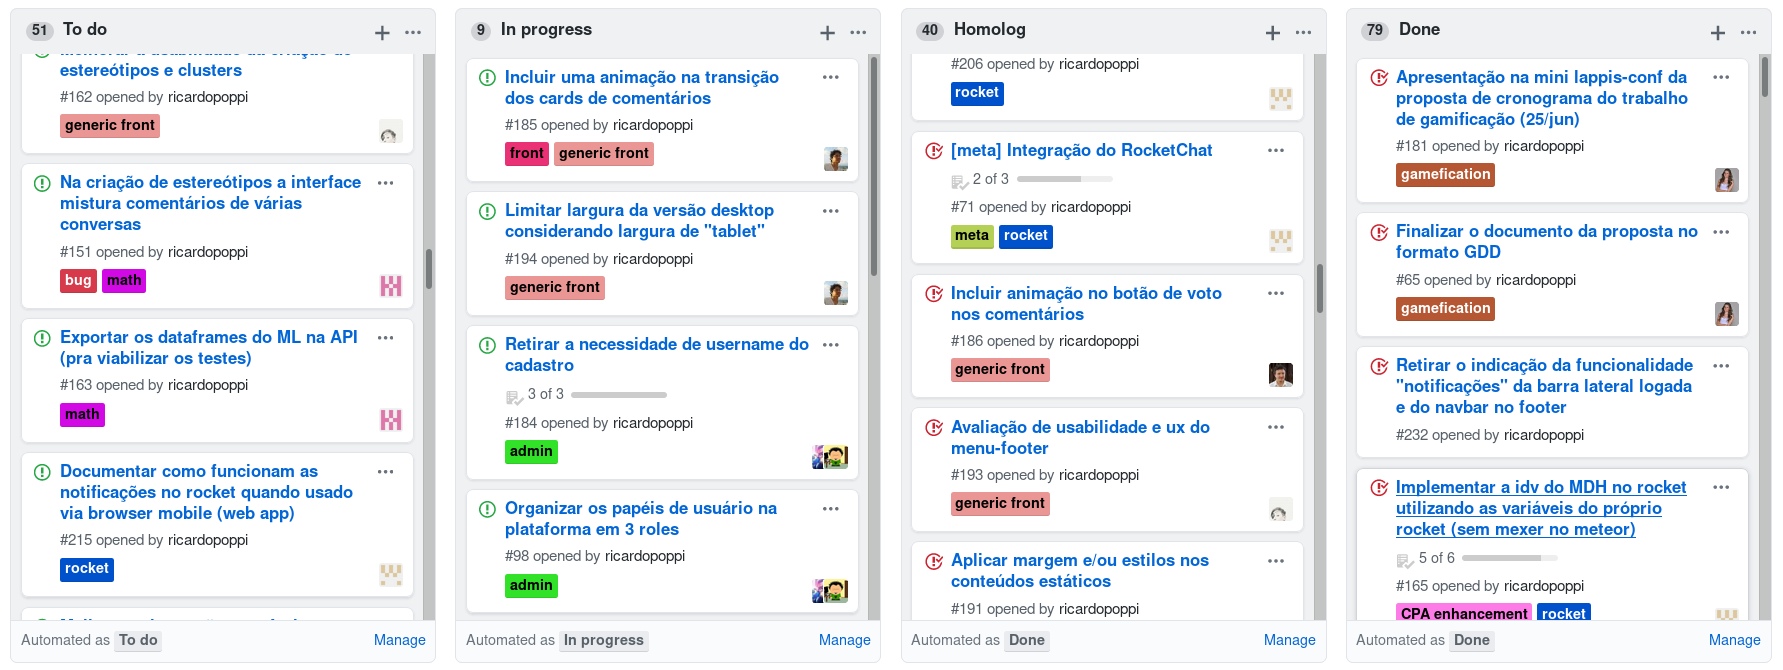 51 To do
estereótipos e clusters
#162 opened by ricardopoppi
generic front
Na criação de estereótipos a interface
mistura comentários de várias
conversas
#151 opened by ricardopoppi
bug math
Exportar os dataframes do ML na API
(pra viabilizar os testes)
#163 opened by ricardopoppi
math
Documentar como funcionam as
notificações no rocket quando usado
via browser mobile (web app)
#215 opened by ricardopoppi
rocket
Automated as To do Manage
9 In progress
Incluir uma animação na transição
dos cards de comentários
#185 opened by ricardopoppi
front generic front
Limitar largura da versão desktop
considerando largura de "tablet"
#194 opened by ricardopoppi
generic front
Retirar a necessidade de username do
cadastro
3 of 3
#184 opened by ricardopoppi
admin
Organizar os papéis de usuário na
plataforma em 3 roles
#98 opened by ricardopoppi
admin
Automated as In progress Manage
40 Homolog
#206 opened by ricardopoppi
rocket
[meta] Integração do RocketChat
2 of 3
#71 opened by ricardopoppi
meta rocket
Incluir animação no botão de voto
nos comentários
#186 opened by ricardopoppi
generic front
Avaliação de usabilidade e ux do
menu-footer
#193 opened by ricardopoppi
generic front
Aplicar margem e/ou estilos nos
conteúdos estáticos
#191 opened by ricardopoppi
Automated as Done Manage
79 Done
Apresentação na mini lappis-conf da
proposta de cronograma do trabalho
de gamificação (25/jun)
#181 opened by ricardopoppi
gamefication
Finalizar o documento da proposta no
formato GDD
#65 opened by ricardopoppi
gamefication
Retirar o indicação da funcionalidade
"notificações" da barra lateral logada
e do navbar no footer
#232 opened by ricardopoppi
Implementar a idv do MDH no rocket
utilizando as variáveis do próprio
rocket (sem mexer no meteor)
5 of 6
#165 opened by ricardopoppi
CPA enhancement rocket
Automated as Done Manage